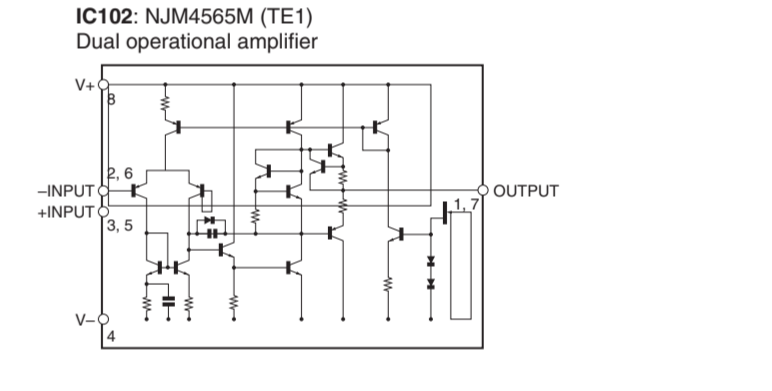 IC102: NJM4565M (TE1)
Dual operational amplifier
V+
8
2, 6
–INPUT
+INPUT
3, 5
OUTPUT
1, 7
V–
4